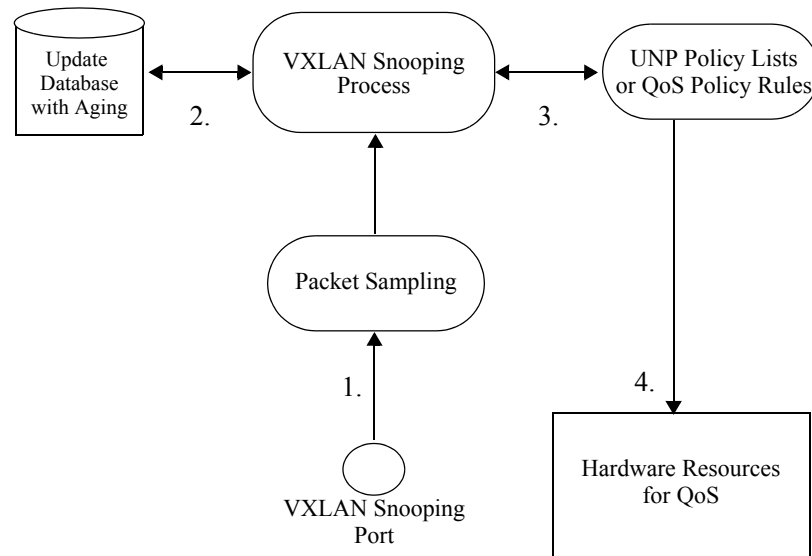 Update
Database
with Aging
VXLAN Snooping
Process
UNP Policy Lists
or QoS Policy Rules
2.
3.
Packet Sampling
1.
4.
VXLAN Snooping
Port
Hardware Resources
for QoS